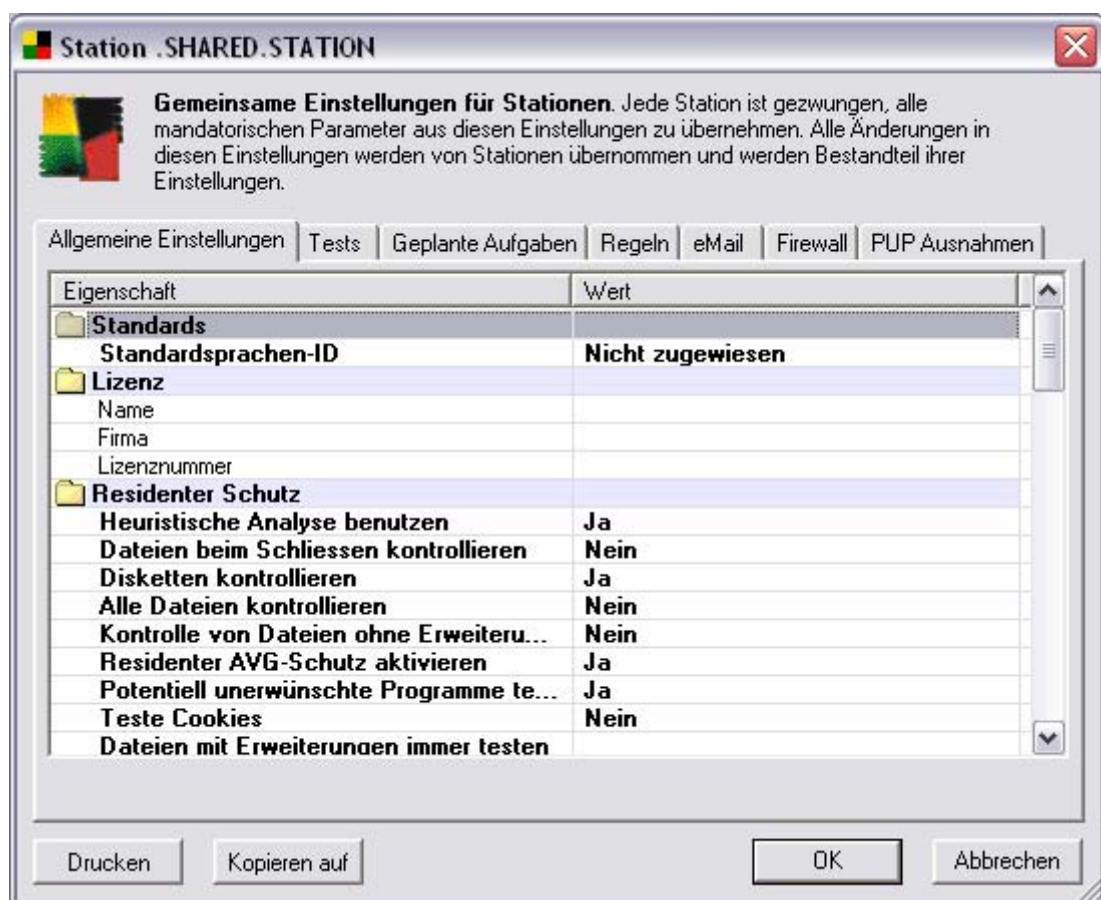 Station .SHARED.STATION
Gemeinsame Einstellungen für Stationen. Jede Station ist gezwungen, alle
mandatorischen Parameter aus diesen Einstellungen zu übernehmen. Alle Änderungen in
diesen Einstellungen werden von Stationen übernommen und werden Bestandteil ihrer
Einstellungen.
Allgemeine Einstellungen Tests Geplante Aufgaben Regeln eMail Firewall PUP Ausnahmen
Eigenschaft Wert
Standards
Standardsprachen-ID Nicht zugewiesen
Lizenz
Name
Firma
Lizenznummer
Residenter Schutz
Heuristische Analyse benutzen Ja
Dateien beim Schliessen kontrollieren Nein
Disketten kontrollieren Ja
Alle Dateien kontrollieren Nein
Kontrolle von Dateien ohne Erweiteru... Nein
Residenter AVG-Schutz aktivieren Ja
Potentiell unerwünschte Programme te... Ja
Teste Cookies Nein
Dateien mit Erweiterungen immer testen
Drucken Kopieren auf OK Abbrechen